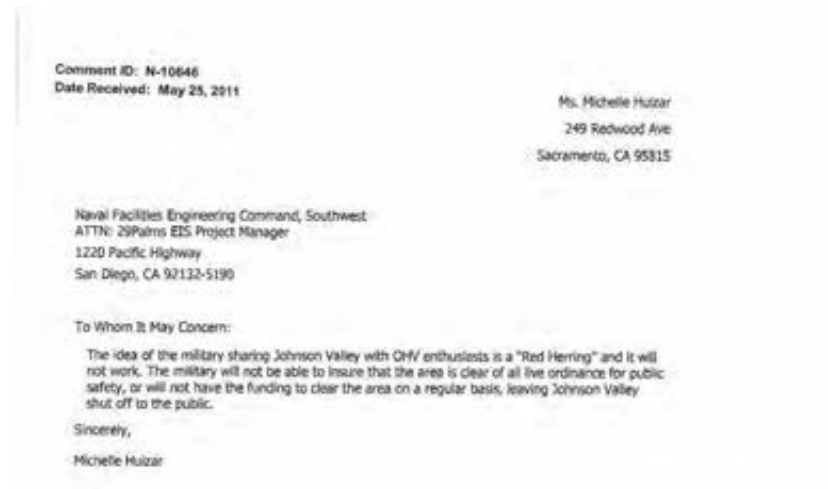 Comment ID: N-10646
Date Received: May 25, 2011
Ms. Michelle Huizar
249 Redwood Ave
Sacramento, CA 95815
Naval Facilities Engineering Command, Southwest
ATTN: 29Palms EIS Project Manager
1220 Pacific Highway
San Diego, CA 92132-5190
To Whom It May Concern:
The idea of the military sharing Johnson Valley with OHV enthusiasts is a "Red Herring" and it will
not work. The military will not be able to insure that the area is clear of all live ordinance for public
safety, or will not have the funding to clear the area on a regular basis, leaving Johnson Valley
shut off to the public.
Sincerely,
Michelle Huizar